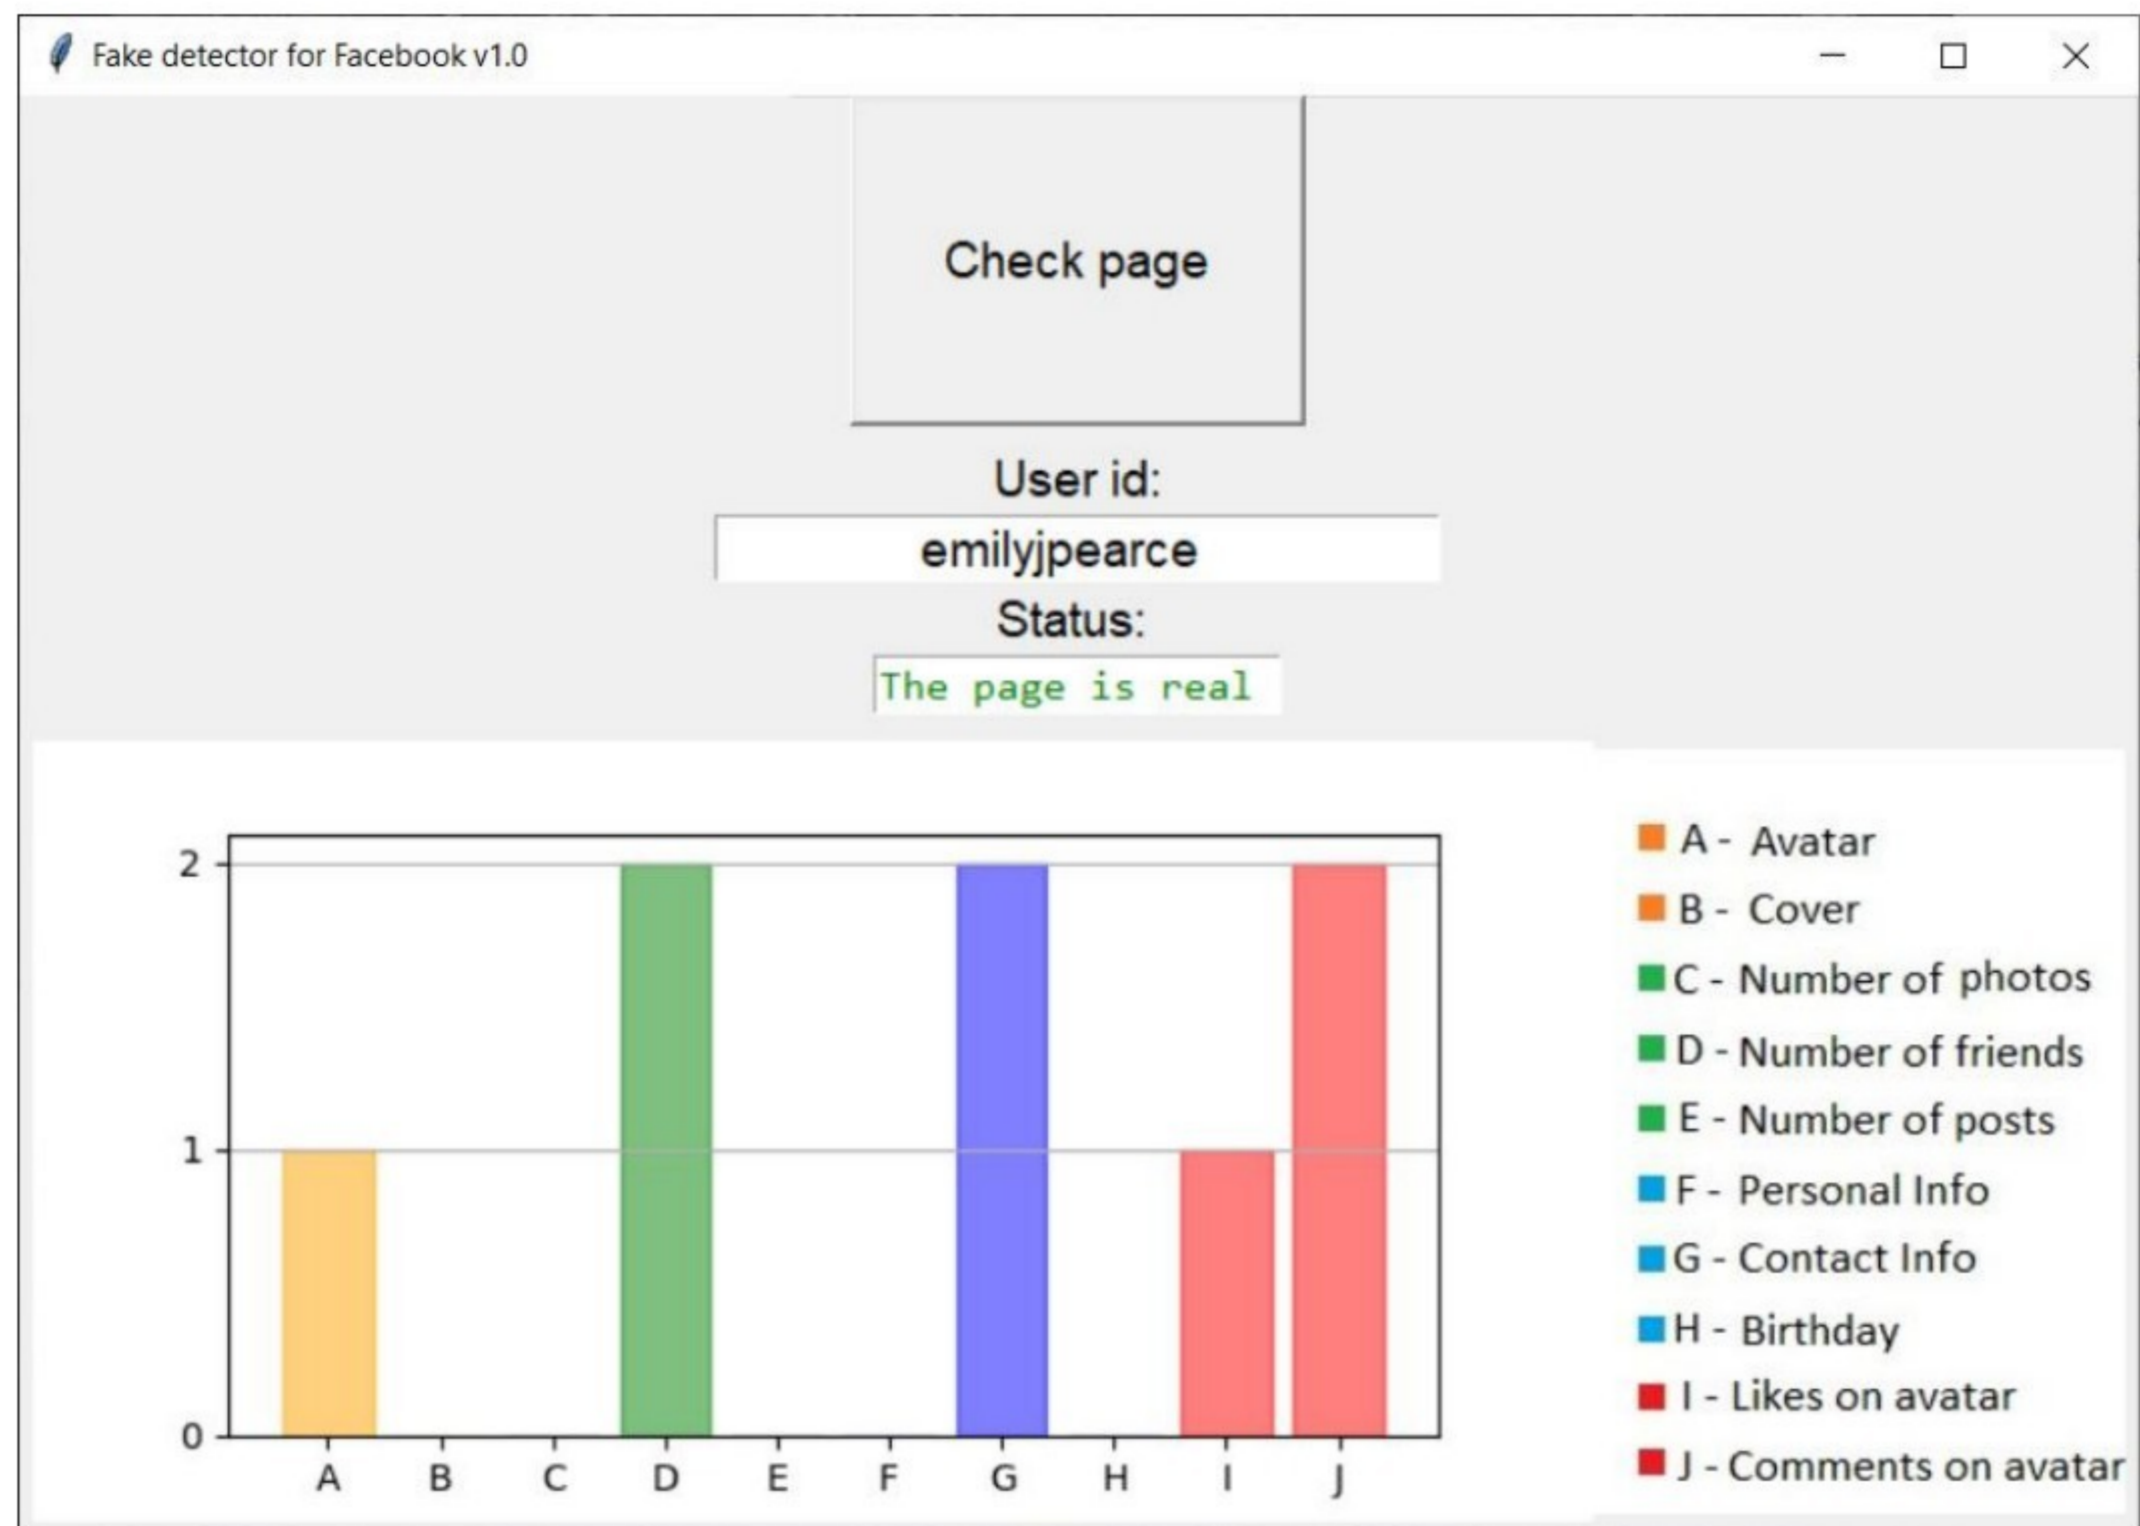 Fake detector for Facebook v1.0
Check page
User id:
emilyjpearce
Status:
The page is real
2
1
0
A B C D E F G H I J
A - Avatar
B - Cover
C - Number of photos
D - Number of friends
E - Number of posts
F - Personal Info
G - Contact Info
H - Birthday
I - Likes on avatar
J - Comments on avatar